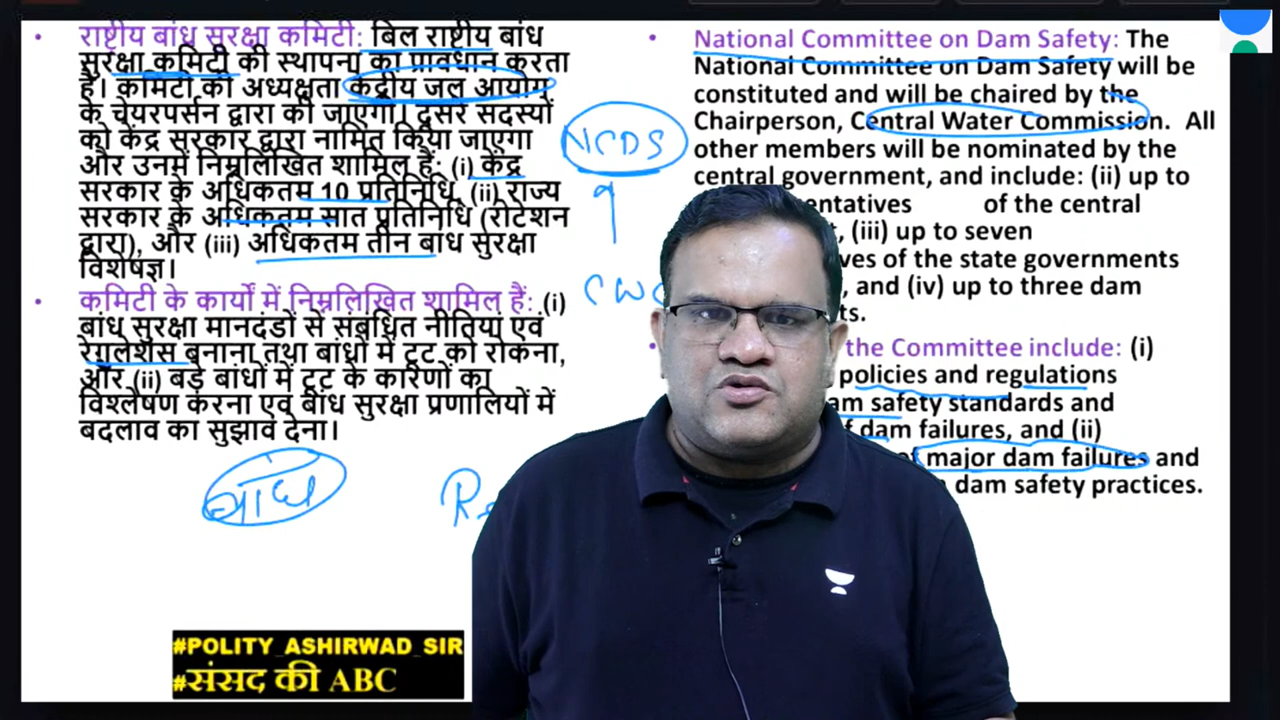 • राष्ट्रीय बांध सुरक्षा कमिटी: बिल राष्ट्रीय बांध
सुरक्षा कमिटी की स्थापना का प्रावधान करता
है। कमिटी की अध्यक्षता केंद्रीय जल आयोग
के चेयरपर्सन द्वारा की जाएगी। दूसरे सदस्यों
को केंद्र सरकार द्वारा नामित किया जाएगा
और उनमें निम्नलिखित शामिल हैं: (i) केंद्र
सरकार के अधिकतम 10 प्रतिनिधि, (ii) राज्य
सरकार के अधिकतम सात प्रतिनिधि (रोटेशन
द्वारा), और (iii) अधिकतम तीन बांध सुरक्षा
विशेषज्ञ।
• कमिटी के कार्यों में निम्नलिखित शामिल हैं: (i)
बांध सुरक्षा मानदंडों से संबंधित नीतियां एवं
रेगुलेशंस बनाना तथा बांधों में टूट को रोकना,
और (ii) बड़े बांधों में टूट के कारणों का
विश्लेषण करना एवं बांध सुरक्षा प्रणालियों में
बदलाव का सुझाव देना।
बांध
NCDS
CWC
• National Committee on Dam Safety: The
National Committee on Dam Safety will be
constituted and will be chaired by the
Chairperson, Central Water Commission. All
other members will be nominated by the
central government, and include: (ii) up to
entatives of the central
, (iii) up to seven
ves of the state governments
, and (iv) up to three dam
ts.
the Committee include: (i)
policies and regulations
am safety standards and
f dam failures, and (ii)
of major dam failures and
dam safety practices.
#POLITY_ASHIRWAD_SIR
#संसद की ABC